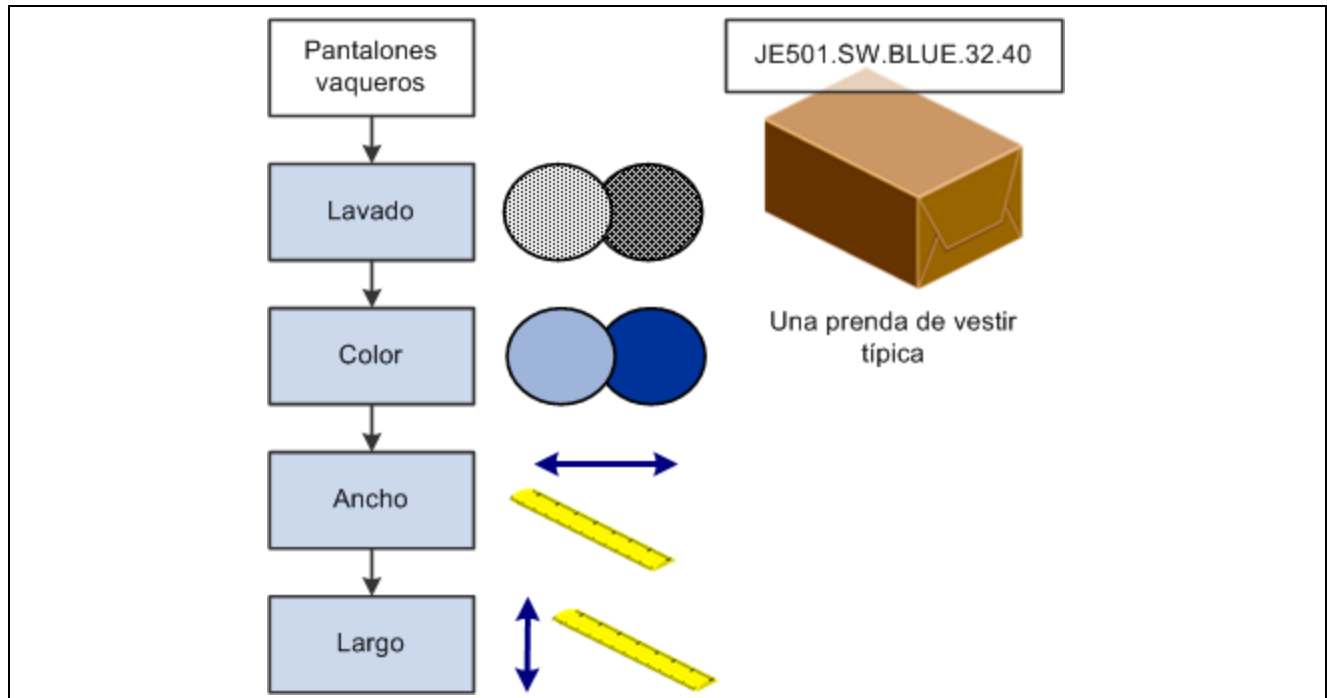 Pantalones
vaqueros
Lavado
Color
Ancho
Largo
JE501.SW.BLUE.32.40
Una prenda de vestir
típica